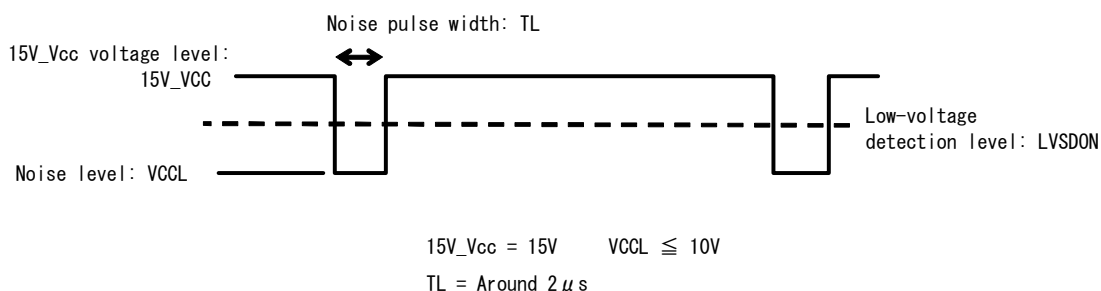 Noise pulse width: TL
15V_Vcc voltage level:
15V_VCC
Low-voltage
detection level: LVSDON
Noise level: VCCL
15V_Vcc = 15V VCCL ≦ 10V
TL = Around 2μs